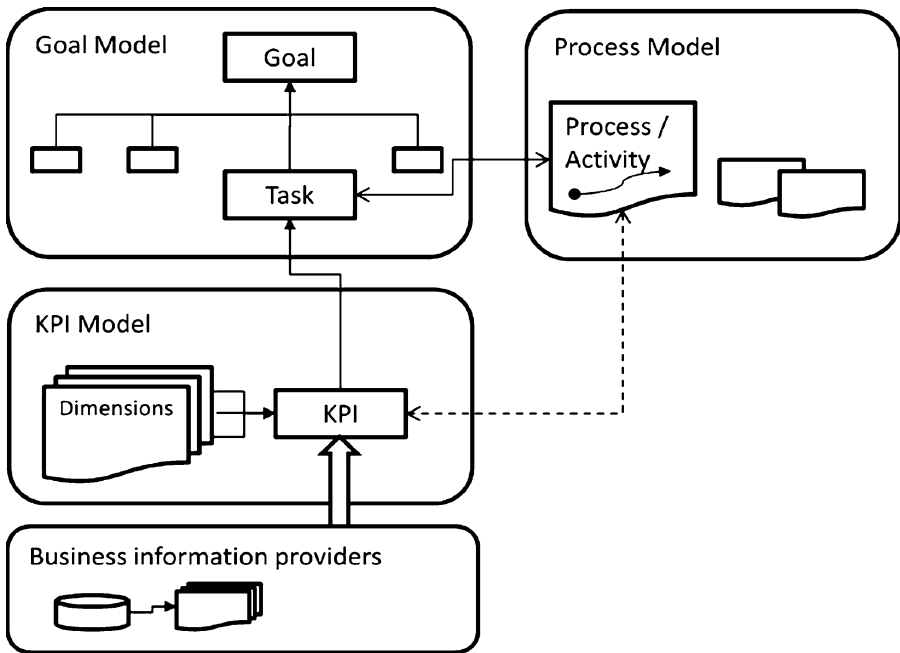 Goal Model
Goal
Task
Process Model
Process /
Activity
KPI Model
Dimensions
KPI
Business information providers